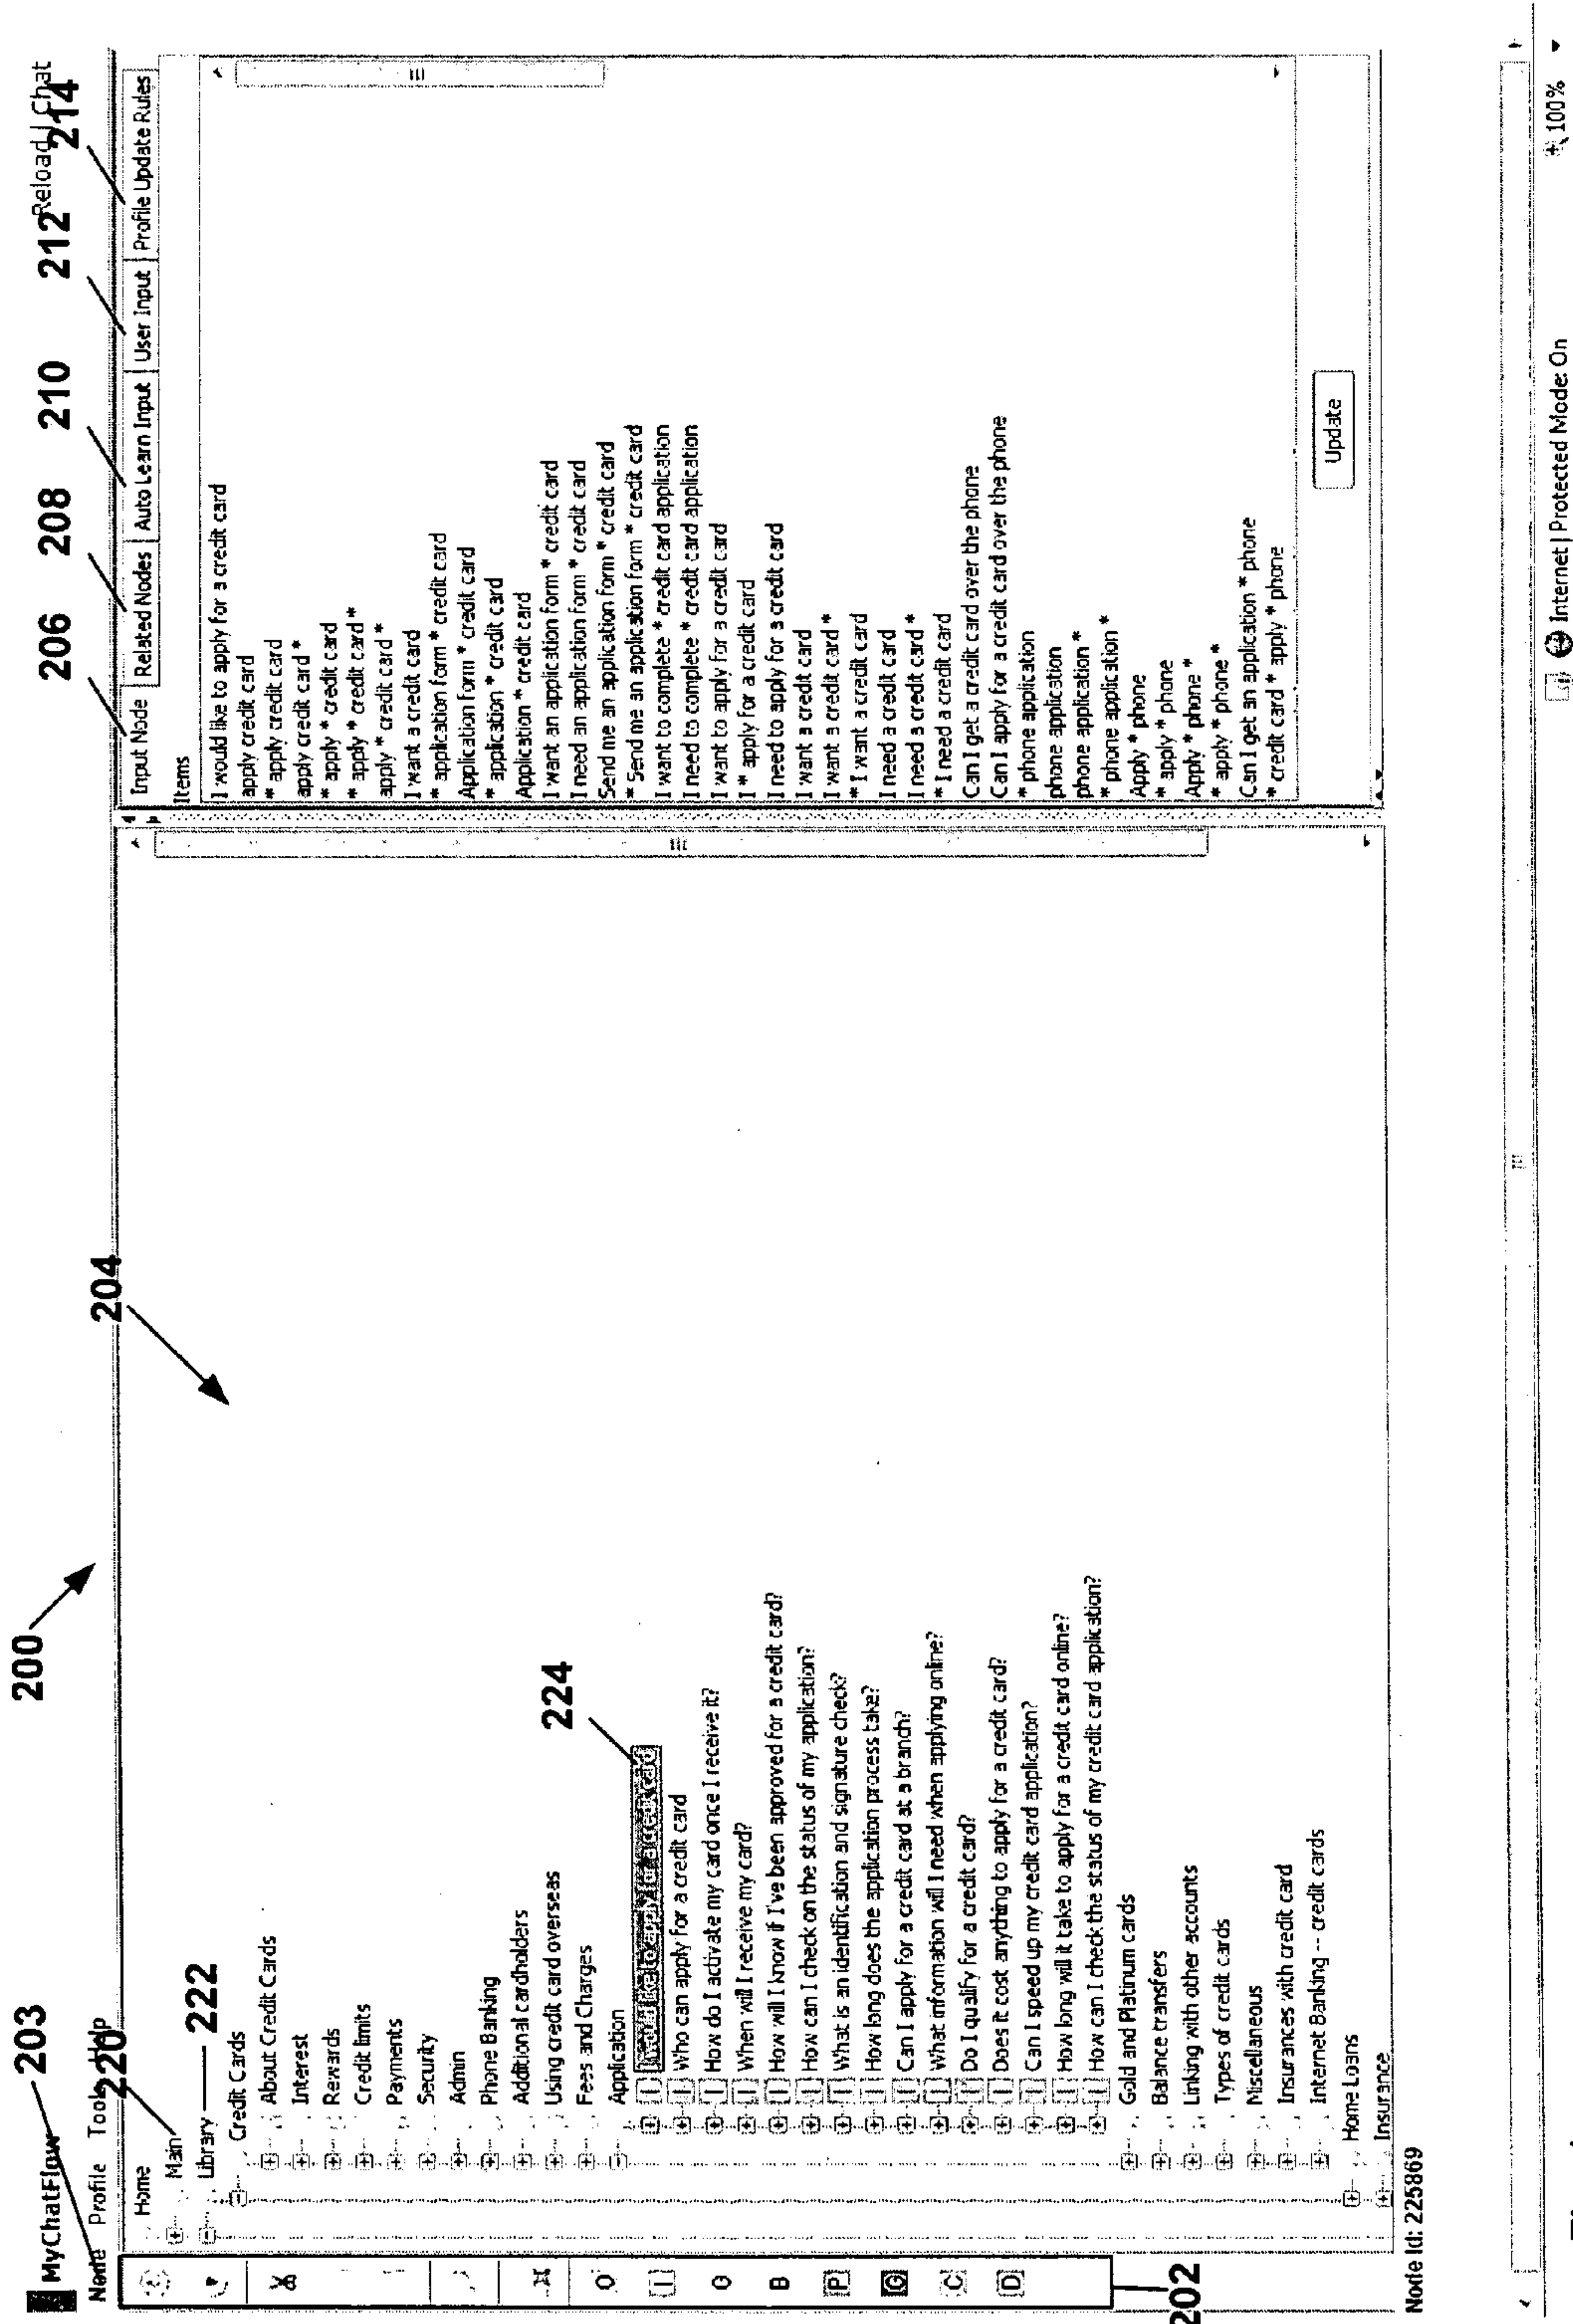 200
MyChatFlow
203
Reload | Chat
Node Profile Tools Help
206
208
210
212
214
204
220
222
224
202
Home
Main
Library
Credit Cards
About Credit Cards
Interest
Rewards
Credit limits
Payments
Security
Admin
Phone Banking
Additional cardholders
Using credit card overseas
Fees and Charges
Application
I would like to apply for a credit card
Who can apply for a credit card
How do I activate my card once I receive it?
When will I receive my card?
How will I know if I've been approved for a credit card?
How can I check on the status of my application?
What is an identification and signature check?
How long does the application process take?
Can I apply for a credit card at a branch?
What information will I need when applying online?
Do I qualify for a credit card?
Does it cost anything to apply for a credit card?
Can I speed up my credit card application?
How long will it take to apply for a credit card online?
How can I check the status of my credit card application?
Gold and Platinum cards
Balance transfers
Linking with other accounts
Types of credit cards
Miscellaneous
Insurances with credit card
Internet Banking -- credit cards
Home Loans
Insurance
O
I
O
B
P
G
C
D
Input Node | Related Nodes | Auto Learn Input | User Input | Profile Update Rules
Items
I would like to apply for a credit card
apply credit card
* apply credit card
apply credit card *
* apply * credit card
* apply * credit card *
apply * credit card *
I want a credit card
* application form * credit card
Application form * credit card
* application * credit card
Application * credit card
I want an application form * credit card
I need an application form * credit card
Send me an application form * credit card
* Send me an application form * credit card
I want to complete * credit card application
I need to complete * credit card application
I want to apply for a credit card
I * apply for a credit card
I need to apply for a credit card
I want a credit card
I want a credit card *
* I want a credit card
I need a credit card
I need a credit card *
* I need a credit card
Can I get a credit card over the phone
Can I apply for a credit card over the phone
* phone application
phone application
phone application *
* phone application *
Apply * phone
* apply * phone
Apply * phone *
* apply * phone *
Can I get an application * phone
* credit card * apply * phone
Update
Node Id: 225869
Internet | Protected Mode: On
100%